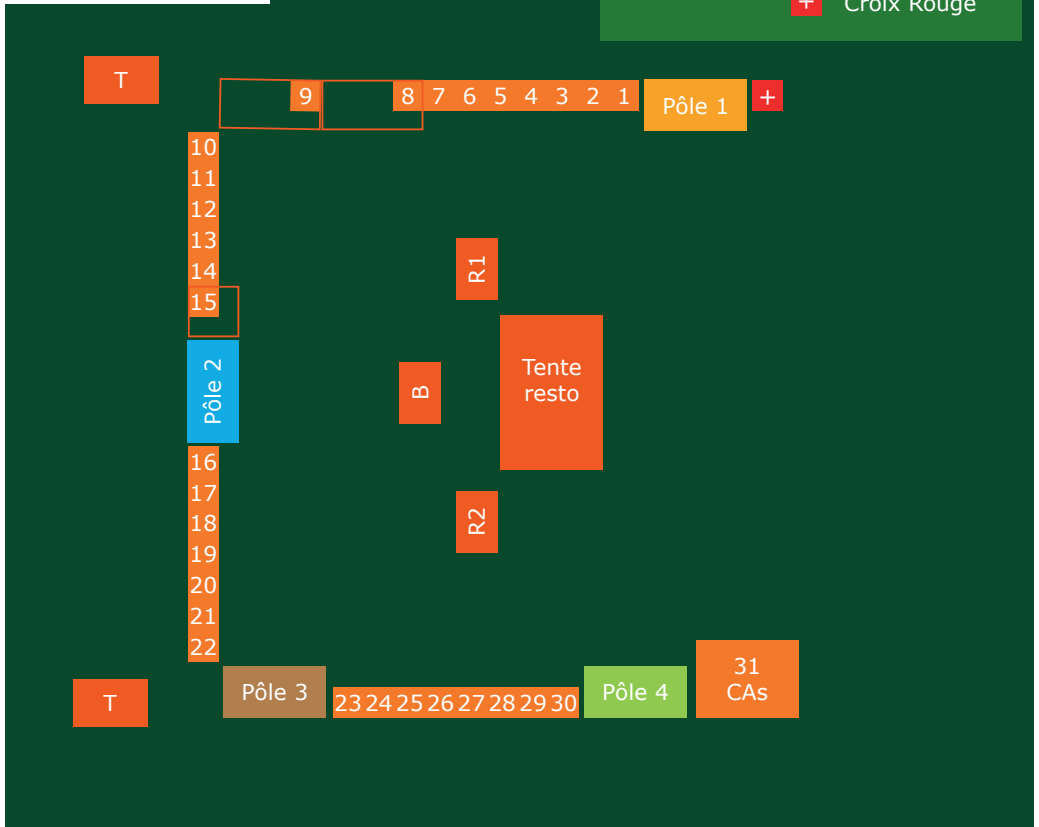 + Croix Rouge
T
9 8 7 6 5 4 3 2 1 Pôle 1 +
10
11
12
13
14
15
R1
Tente
resto
B
Pôle 2
16
17
18
19
20
21
22
R2
31
CAs
T
Pôle 3
23 24 25 26 27 28 29 30
Pôle 4